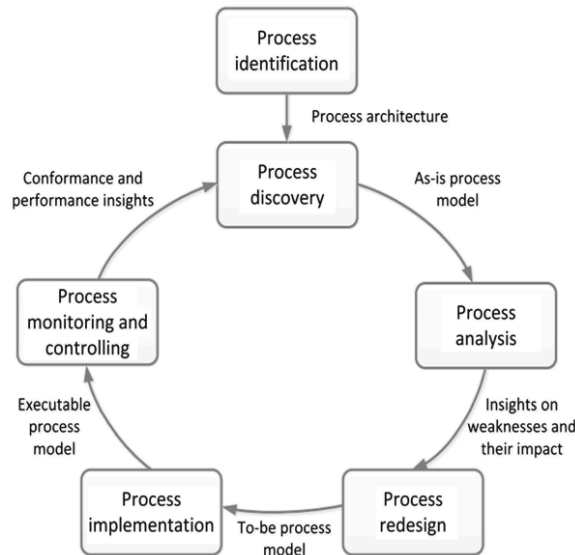 Process
identification
Process architecture
Process
discovery
As-is process
model
Process
analysis
Insights on
weaknesses and
their impact
Process
redesign
To-be process
model
Process
implementation
Executable
process
model
Process
monitoring and
controlling
Conformance and
performance insights